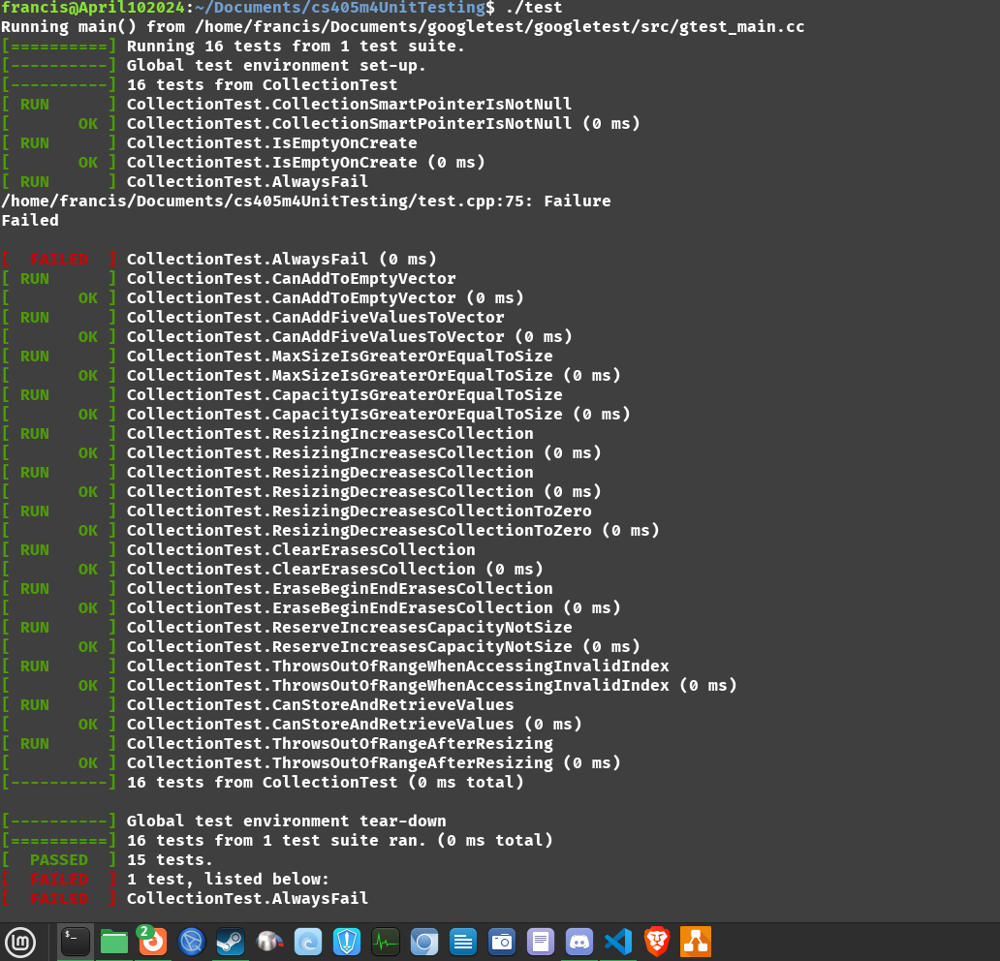 francis@April102024:~/Documents/cs405m4UnitTesting$ ./test
Running main() from /home/francis/Documents/googletest/googletest/src/gtest_main.cc
[==========] Running 16 tests from 1 test suite.
[----------] Global test environment set-up.
[----------] 16 tests from CollectionTest
[ RUN      ] CollectionTest.CollectionSmartPointerIsNotNull
[       OK ] CollectionTest.CollectionSmartPointerIsNotNull (0 ms)
[ RUN      ] CollectionTest.IsEmptyOnCreate
[       OK ] CollectionTest.IsEmptyOnCreate (0 ms)
[ RUN      ] CollectionTest.AlwaysFail
/home/francis/Documents/cs405m4UnitTesting/test.cpp:75: Failure
Failed
[  FAILED  ] CollectionTest.AlwaysFail (0 ms)
[ RUN      ] CollectionTest.CanAddToEmptyVector
[       OK ] CollectionTest.CanAddToEmptyVector (0 ms)
[ RUN      ] CollectionTest.CanAddFiveValuesToVector
[       OK ] CollectionTest.CanAddFiveValuesToVector (0 ms)
[ RUN      ] CollectionTest.MaxSizeIsGreaterOrEqualToSize
[       OK ] CollectionTest.MaxSizeIsGreaterOrEqualToSize (0 ms)
[ RUN      ] CollectionTest.CapacityIsGreaterOrEqualToSize
[       OK ] CollectionTest.CapacityIsGreaterOrEqualToSize (0 ms)
[ RUN      ] CollectionTest.ResizingIncreasesCollection
[       OK ] CollectionTest.ResizingIncreasesCollection (0 ms)
[ RUN      ] CollectionTest.ResizingDecreasesCollection
[       OK ] CollectionTest.ResizingDecreasesCollection (0 ms)
[ RUN      ] CollectionTest.ResizingDecreasesCollectionToZero
[       OK ] CollectionTest.ResizingDecreasesCollectionToZero (0 ms)
[ RUN      ] CollectionTest.ClearErasesCollection
[       OK ] CollectionTest.ClearErasesCollection (0 ms)
[ RUN      ] CollectionTest.EraseBeginEndErasesCollection
[       OK ] CollectionTest.EraseBeginEndErasesCollection (0 ms)
[ RUN      ] CollectionTest.ReserveIncreasesCapacityNotSize
[       OK ] CollectionTest.ReserveIncreasesCapacityNotSize (0 ms)
[ RUN      ] CollectionTest.ThrowsOutOfRangeWhenAccessingInvalidIndex
[       OK ] CollectionTest.ThrowsOutOfRangeWhenAccessingInvalidIndex (0 ms)
[ RUN      ] CollectionTest.CanStoreAndRetrieveValues
[       OK ] CollectionTest.CanStoreAndRetrieveValues (0 ms)
[ RUN      ] CollectionTest.ThrowsOutOfRangeAfterResizing
[       OK ] CollectionTest.ThrowsOutOfRangeAfterResizing (0 ms)
[----------] 16 tests from CollectionTest (0 ms total)
[----------] Global test environment tear-down
[==========] 16 tests from 1 test suite ran. (0 ms total)
[  PASSED  ] 15 tests.
[  FAILED  ] 1 test, listed below:
[  FAILED  ] CollectionTest.AlwaysFail
$_
2